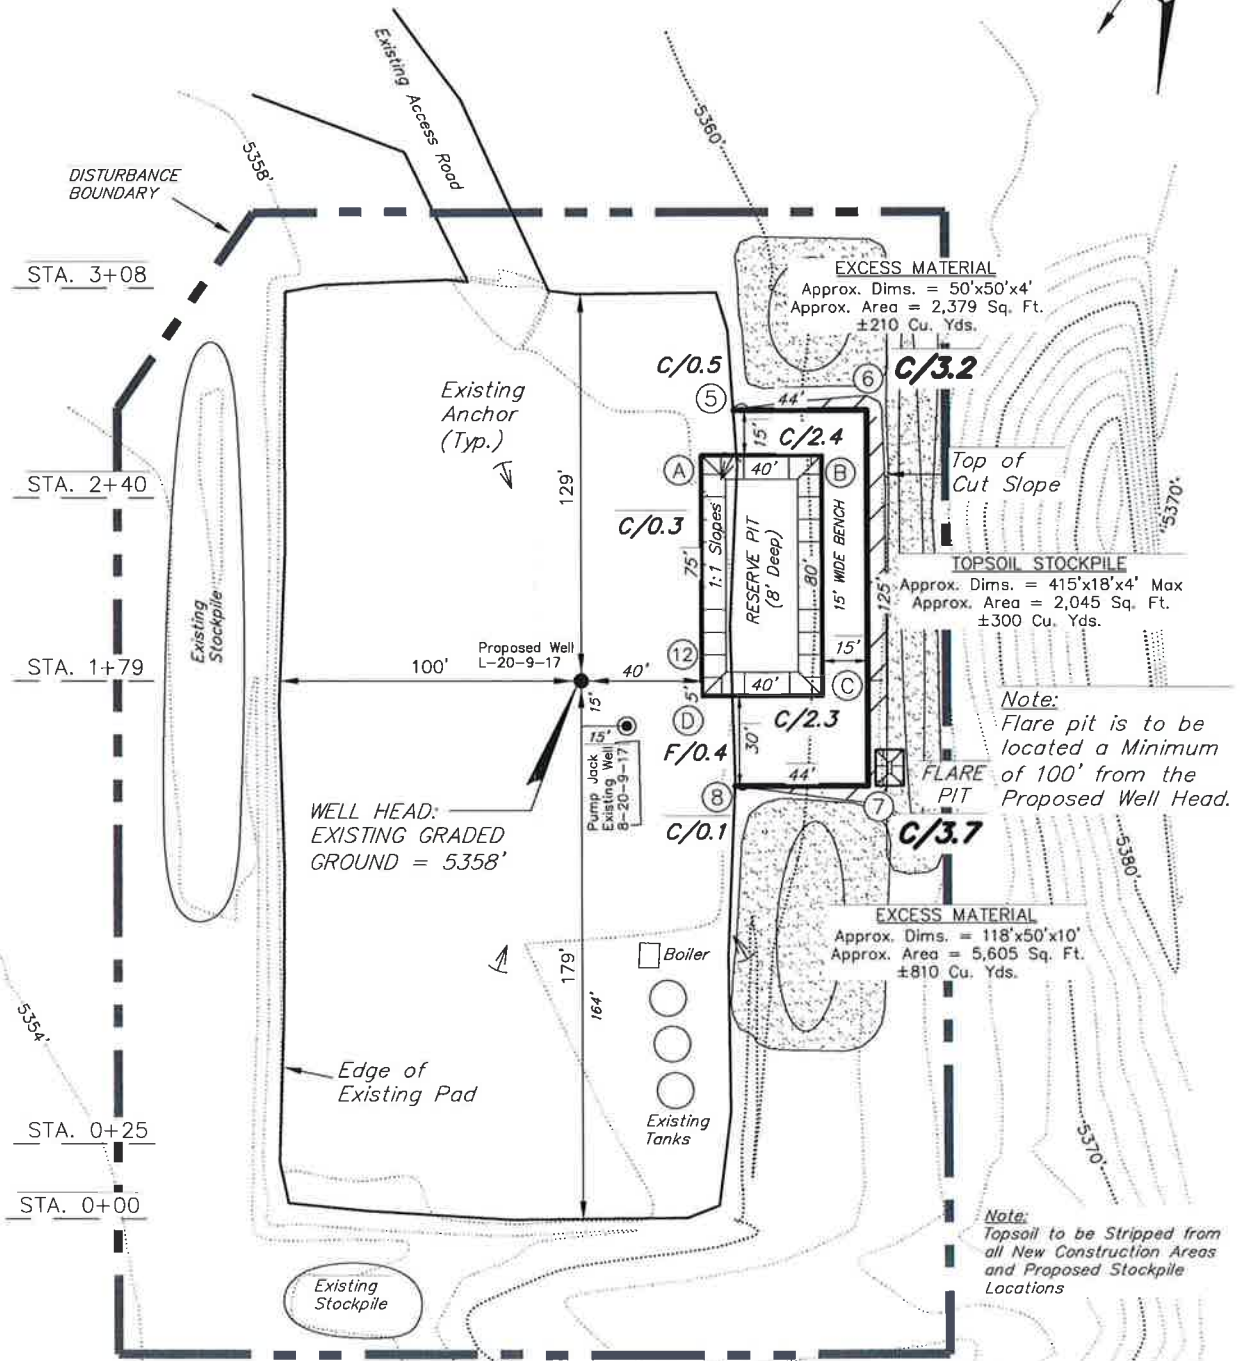 Existing Access Road
5360'
5358'
DISTURBANCE
BOUNDARY
STA. 3+08
EXCESS MATERIAL
Approx. Dims. = 50'x50'x4'
Approx. Area = 2,379 Sq. Ft.
±210 Cu. Yds.
C/0.5
6
C/3.2
5
44'
Existing
Anchor
(Typ.)
15'
C/2.4
Top of
Cut Slope
A
40'
B
STA. 2+40
129'
5370'
C/0.3
75'
1:1 Slopes
RESERVE PIT
(8' Deep)
80'
15' WIDE BENCH
125'
TOPSOIL STOCKPILE
Approx. Dims. = 415'x18'x4' Max
Approx. Area = 2,045 Sq. Ft.
±300 Cu. Yds.
Existing
Stockpile
STA. 1+79
100'
Proposed Well
L-20-9-17
40'
12
15'
5'
40'
C
D
15'
15'
C/2.3
F/0.4
30'
44'
Note:
Flare pit is to be
located a Minimum
of 100' from the
Proposed Well Head.
FLARE
PIT
Pump Jack
Existing Well
8-20-9-17
WELL HEAD:
EXISTING GRADED
GROUND = 5358'
8
C/0.1
7
C/3.7
5380'
EXCESS MATERIAL
Approx. Dims. = 118'x50'x10'
Approx. Area = 5,605 Sq. Ft.
±810 Cu. Yds.
Boiler
179'
164'
5354'
Edge of
Existing Pad
Existing
Tanks
STA. 0+25
5370'
STA. 0+00
Note:
Topsoil to be Stripped from
all New Construction Areas
and Proposed Stockpile
Locations
Existing
Stockpile